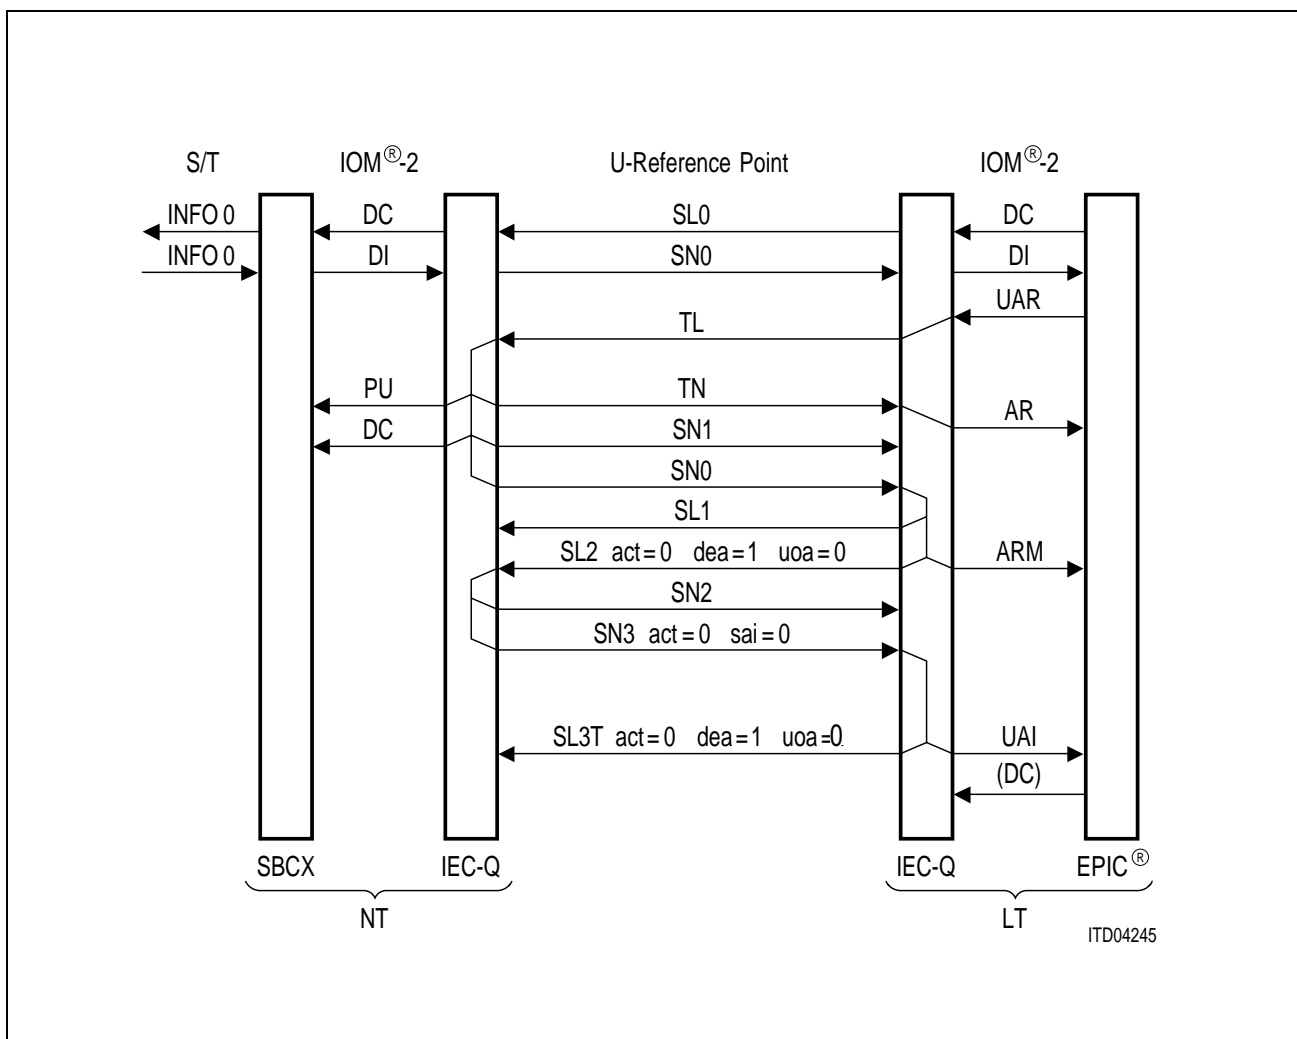 S/T IOM®-2 U-Reference Point IOM®-2
INFO 0 DC SL0 DC
INFO 0 DI SN0 DI
UAR
TL
PU TN AR
DC SN1
SN0
SL1
SL2 act = 0 dea = 1 uoa = 0 ARM
SN2
SN3 act = 0 sai = 0
SL3T act = 0 dea = 1 uoa =0. UAI
(DC)
SBCX IEC-Q IEC-Q EPIC®
NT LT
ITD04245